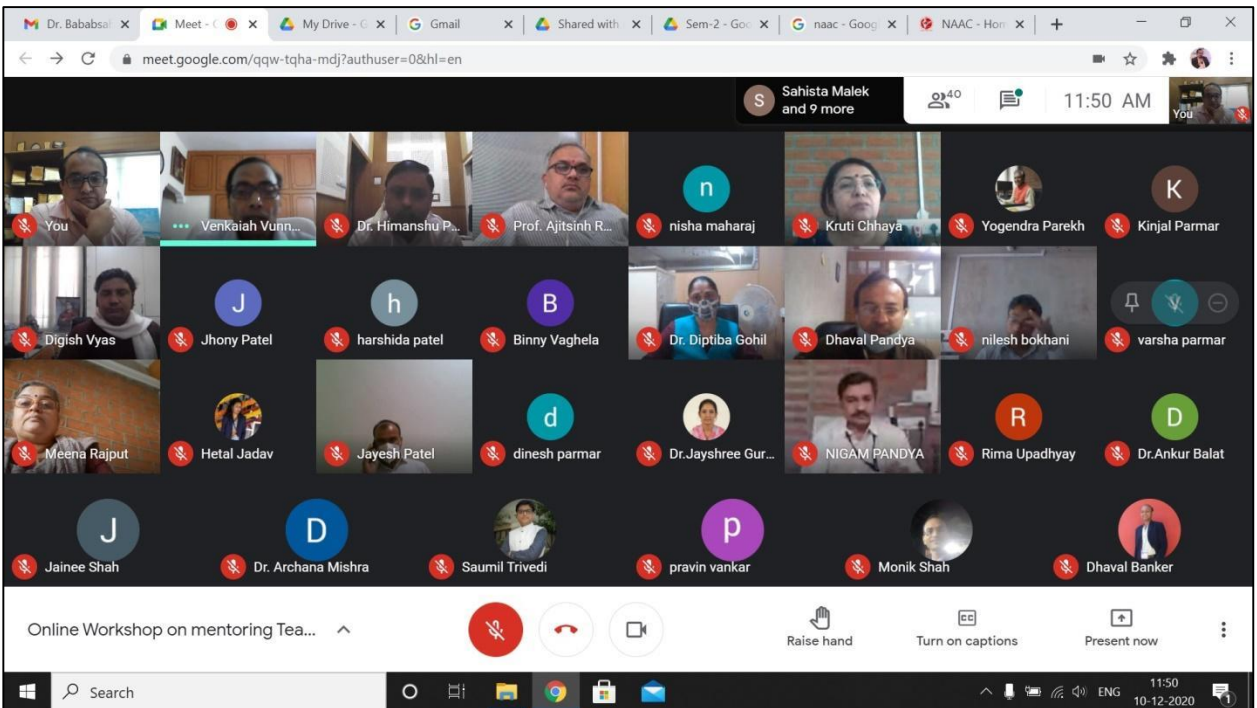 Dr. Babasa
Meet - G
My Drive - G
Gmail
Shared with
Sem-2 - Goo
naac - Goog
NAAC - Hom
meet.google.com/qqw-tqha-mdj?authuser=0&hl=en
S
Sahista Malek
and 9 more
40
11:50 AM
You
You
Venkaiah Vunn...
Dr. Himanshu P...
Prof. Ajitsinh R...
n
nisha maharaj
Kruti Chhaya
Yogendra Parekh
K
Kinjal Parmar
Digish Vyas
J
Jhony Patel
h
harshida patel
B
Binny Vaghela
Dr. Diptiba Gohil
Dhaval Pandya
nilesh bokhani
varsha parmar
Meena Rajput
Hetal Jadav
Jayesh Patel
d
dinesh parmar
Dr.Jayshree Gur...
NIGAM PANDYA
R
Rima Upadhyay
D
Dr.Ankur Balat
J
Jainee Shah
D
Dr. Archana Mishra
Saumil Trivedi
p
pravin vankar
Monik Shah
Dhaval Banker
Online Workshop on mentoring Tea...
Raise hand
CC
Turn on captions
Present now
Search
ENG
11:50
10-12-2020
1